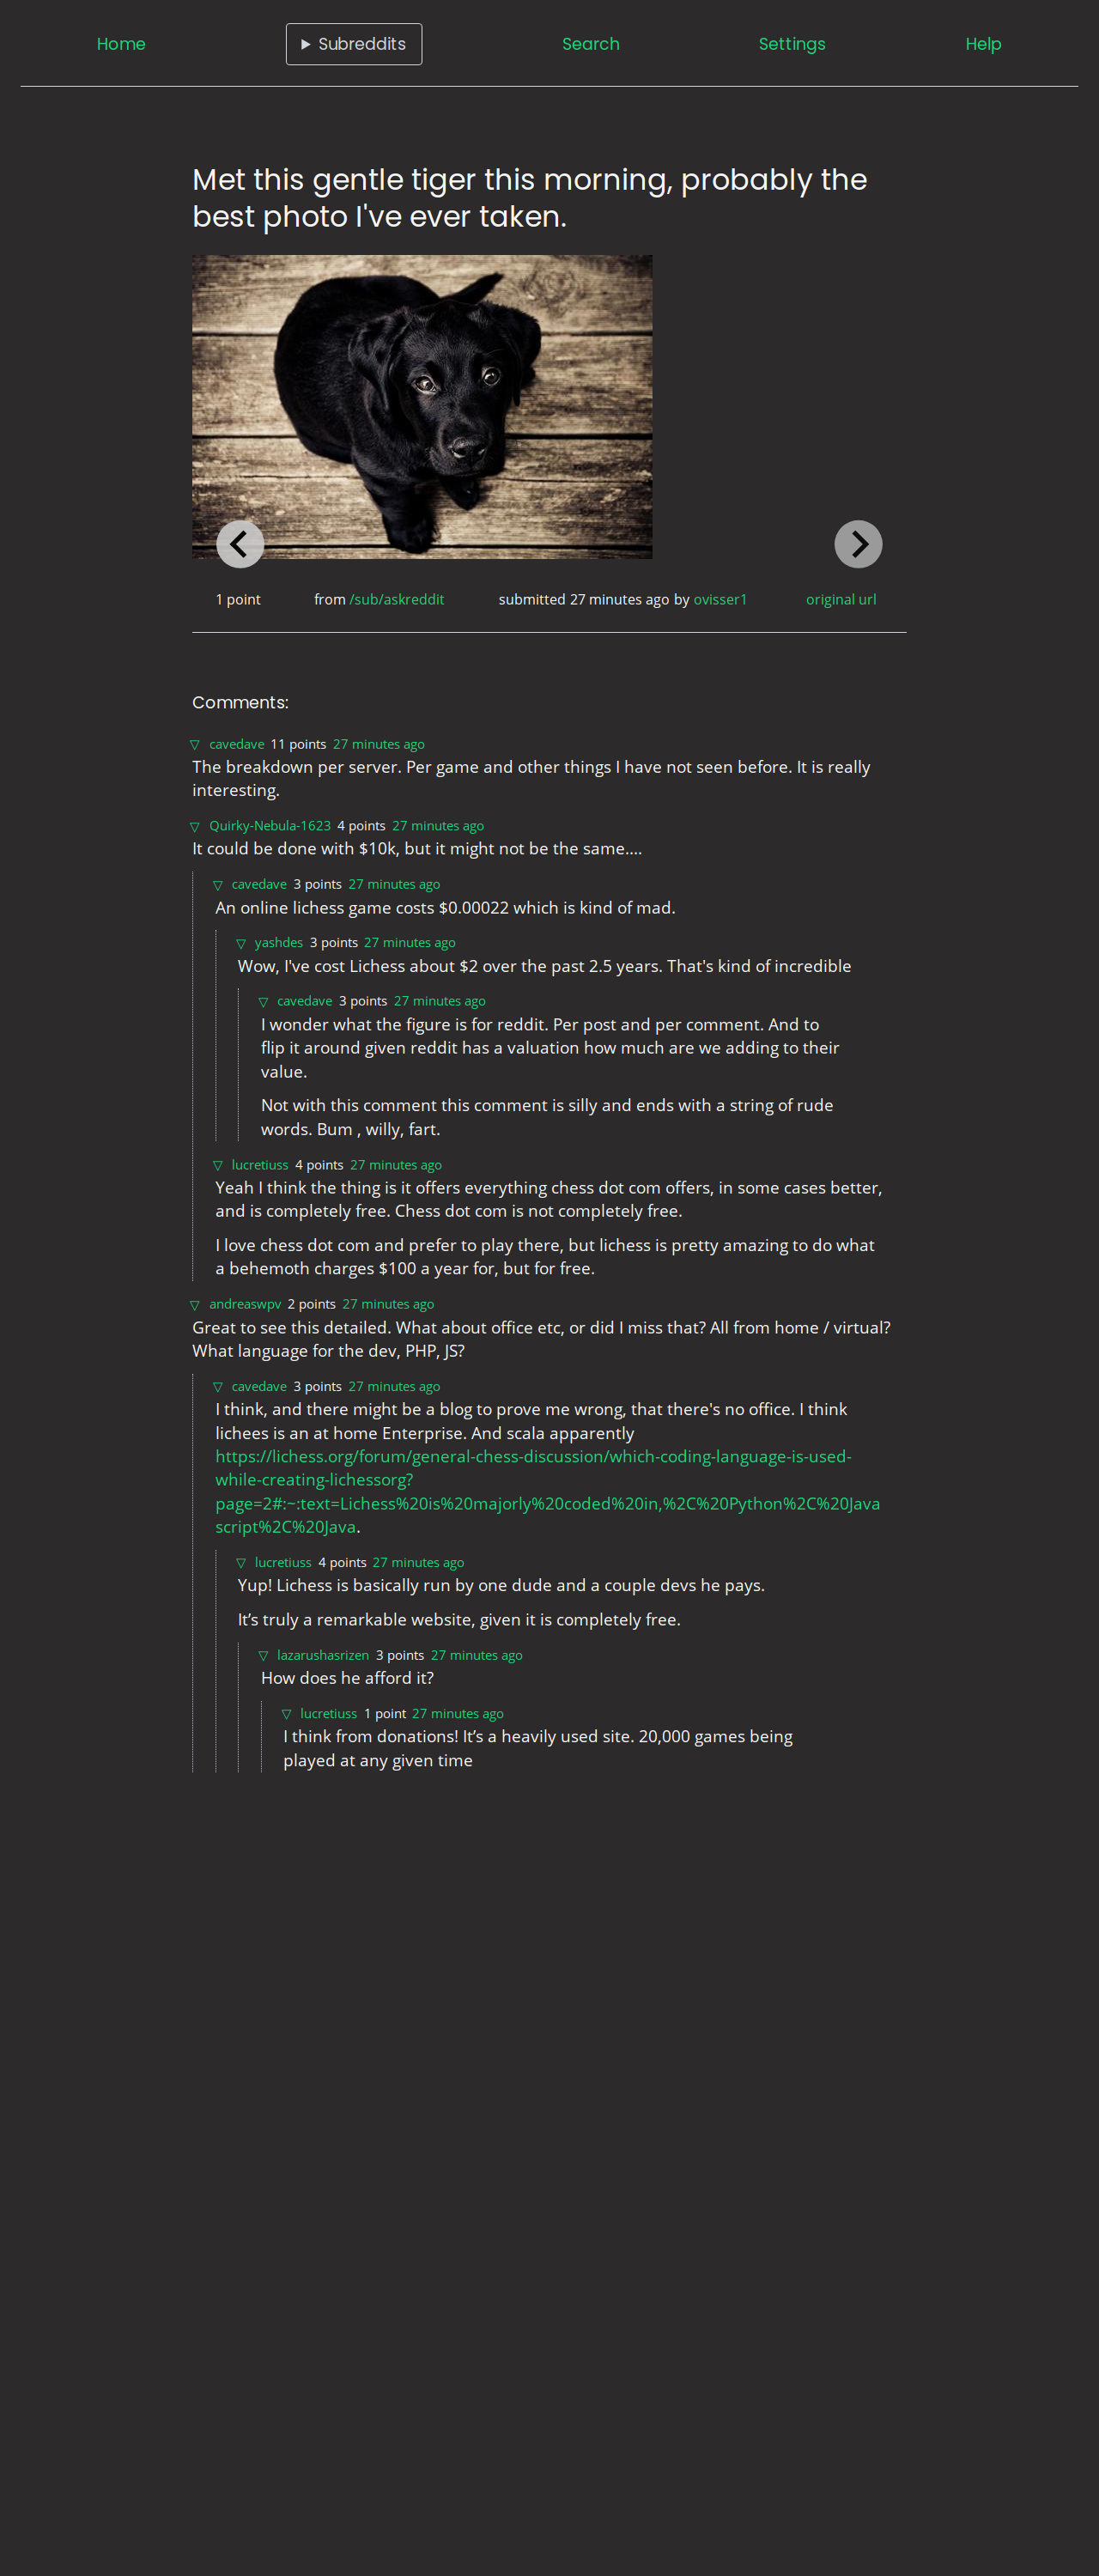 Home
Subreddits
Search
Settings
Help
Met this gentle tiger this morning, probably the
best photo I've ever taken.
1 point
from /sub/askreddit
submitted 27 minutes ago by ovisser1
original url
Comments:
cavedave 11 points 27 minutes ago
The breakdown per server. Per game and other things I have not seen before. It is really
interesting.
Quirky-Nebula-1623 4 points 27 minutes ago
It could be done with $10k, but it might not be the same....
cavedave 3 points 27 minutes ago
An online lichess game costs $0.00022 which is kind of mad.
yashdes 3 points 27 minutes ago
Wow, I've cost Lichess about $2 over the past 2.5 years. That's kind of incredible
cavedave 3 points 27 minutes ago
I wonder what the figure is for reddit. Per post and per comment. And to
flip it around given reddit has a valuation how much are we adding to their
value.
Not with this comment this comment is silly and ends with a string of rude
words. Bum , willy, fart.
lucretiuss 4 points 27 minutes ago
Yeah I think the thing is it offers everything chess dot com offers, in some cases better,
and is completely free. Chess dot com is not completely free.
I love chess dot com and prefer to play there, but lichess is pretty amazing to do what
a behemoth charges $100 a year for, but for free.
andreaswpv 2 points 27 minutes ago
Great to see this detailed. What about office etc, or did I miss that? All from home / virtual?
What language for the dev, PHP, JS?
cavedave 3 points 27 minutes ago
I think, and there might be a blog to prove me wrong, that there's no office. I think
lichees is an at home Enterprise. And scala apparently
https://lichess.org/forum/general-chess-discussion/which-coding-language-is-used-
while-creating-lichessorg?
page=2#:~:text=Lichess%20is%20majorly%20coded%20in,%2C%20Python%2C%20Java
script%2C%20Java.
lucretiuss 4 points 27 minutes ago
Yup! Lichess is basically run by one dude and a couple devs he pays.
It’s truly a remarkable website, given it is completely free.
lazarushasrizen 3 points 27 minutes ago
How does he afford it?
lucretiuss 1 point 27 minutes ago
I think from donations! It’s a heavily used site. 20,000 games being
played at any given time